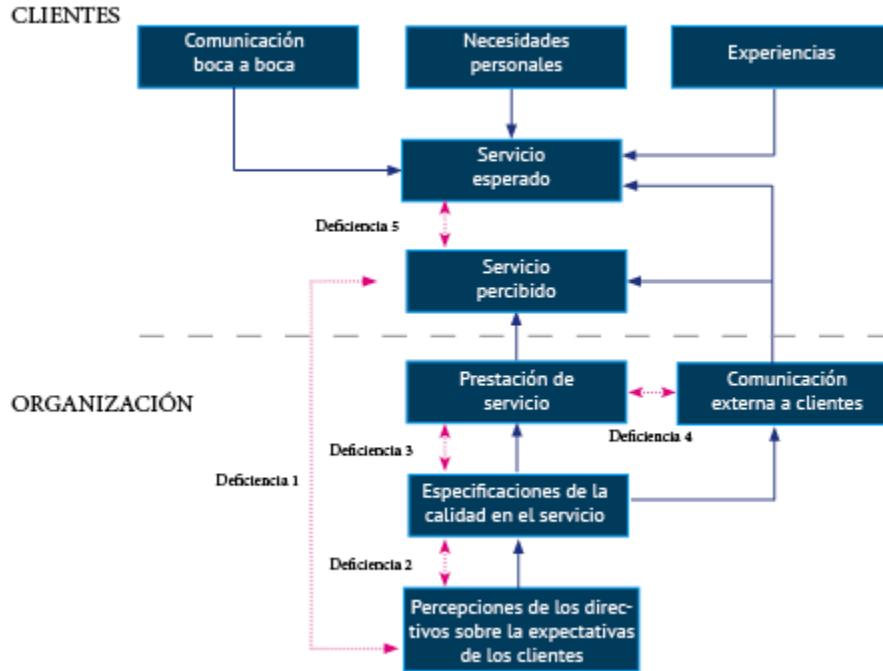 CLIENTES
Comunicación
boca a boca
Necesidades
personales
Experiencias
Servicio
esperado
Deficiencia 5
Servicio
percibido
ORGANIZACIÓN
Prestación de
servicio
Comunicación
externa a clientes
Deficiencia 4
Deficiencia 3
Deficiencia 1
Especificaciones de la
calidad en el servicio
Deficiencia 2
Percepciones de los direc-
tivos sobre la expectativas
de los clientes